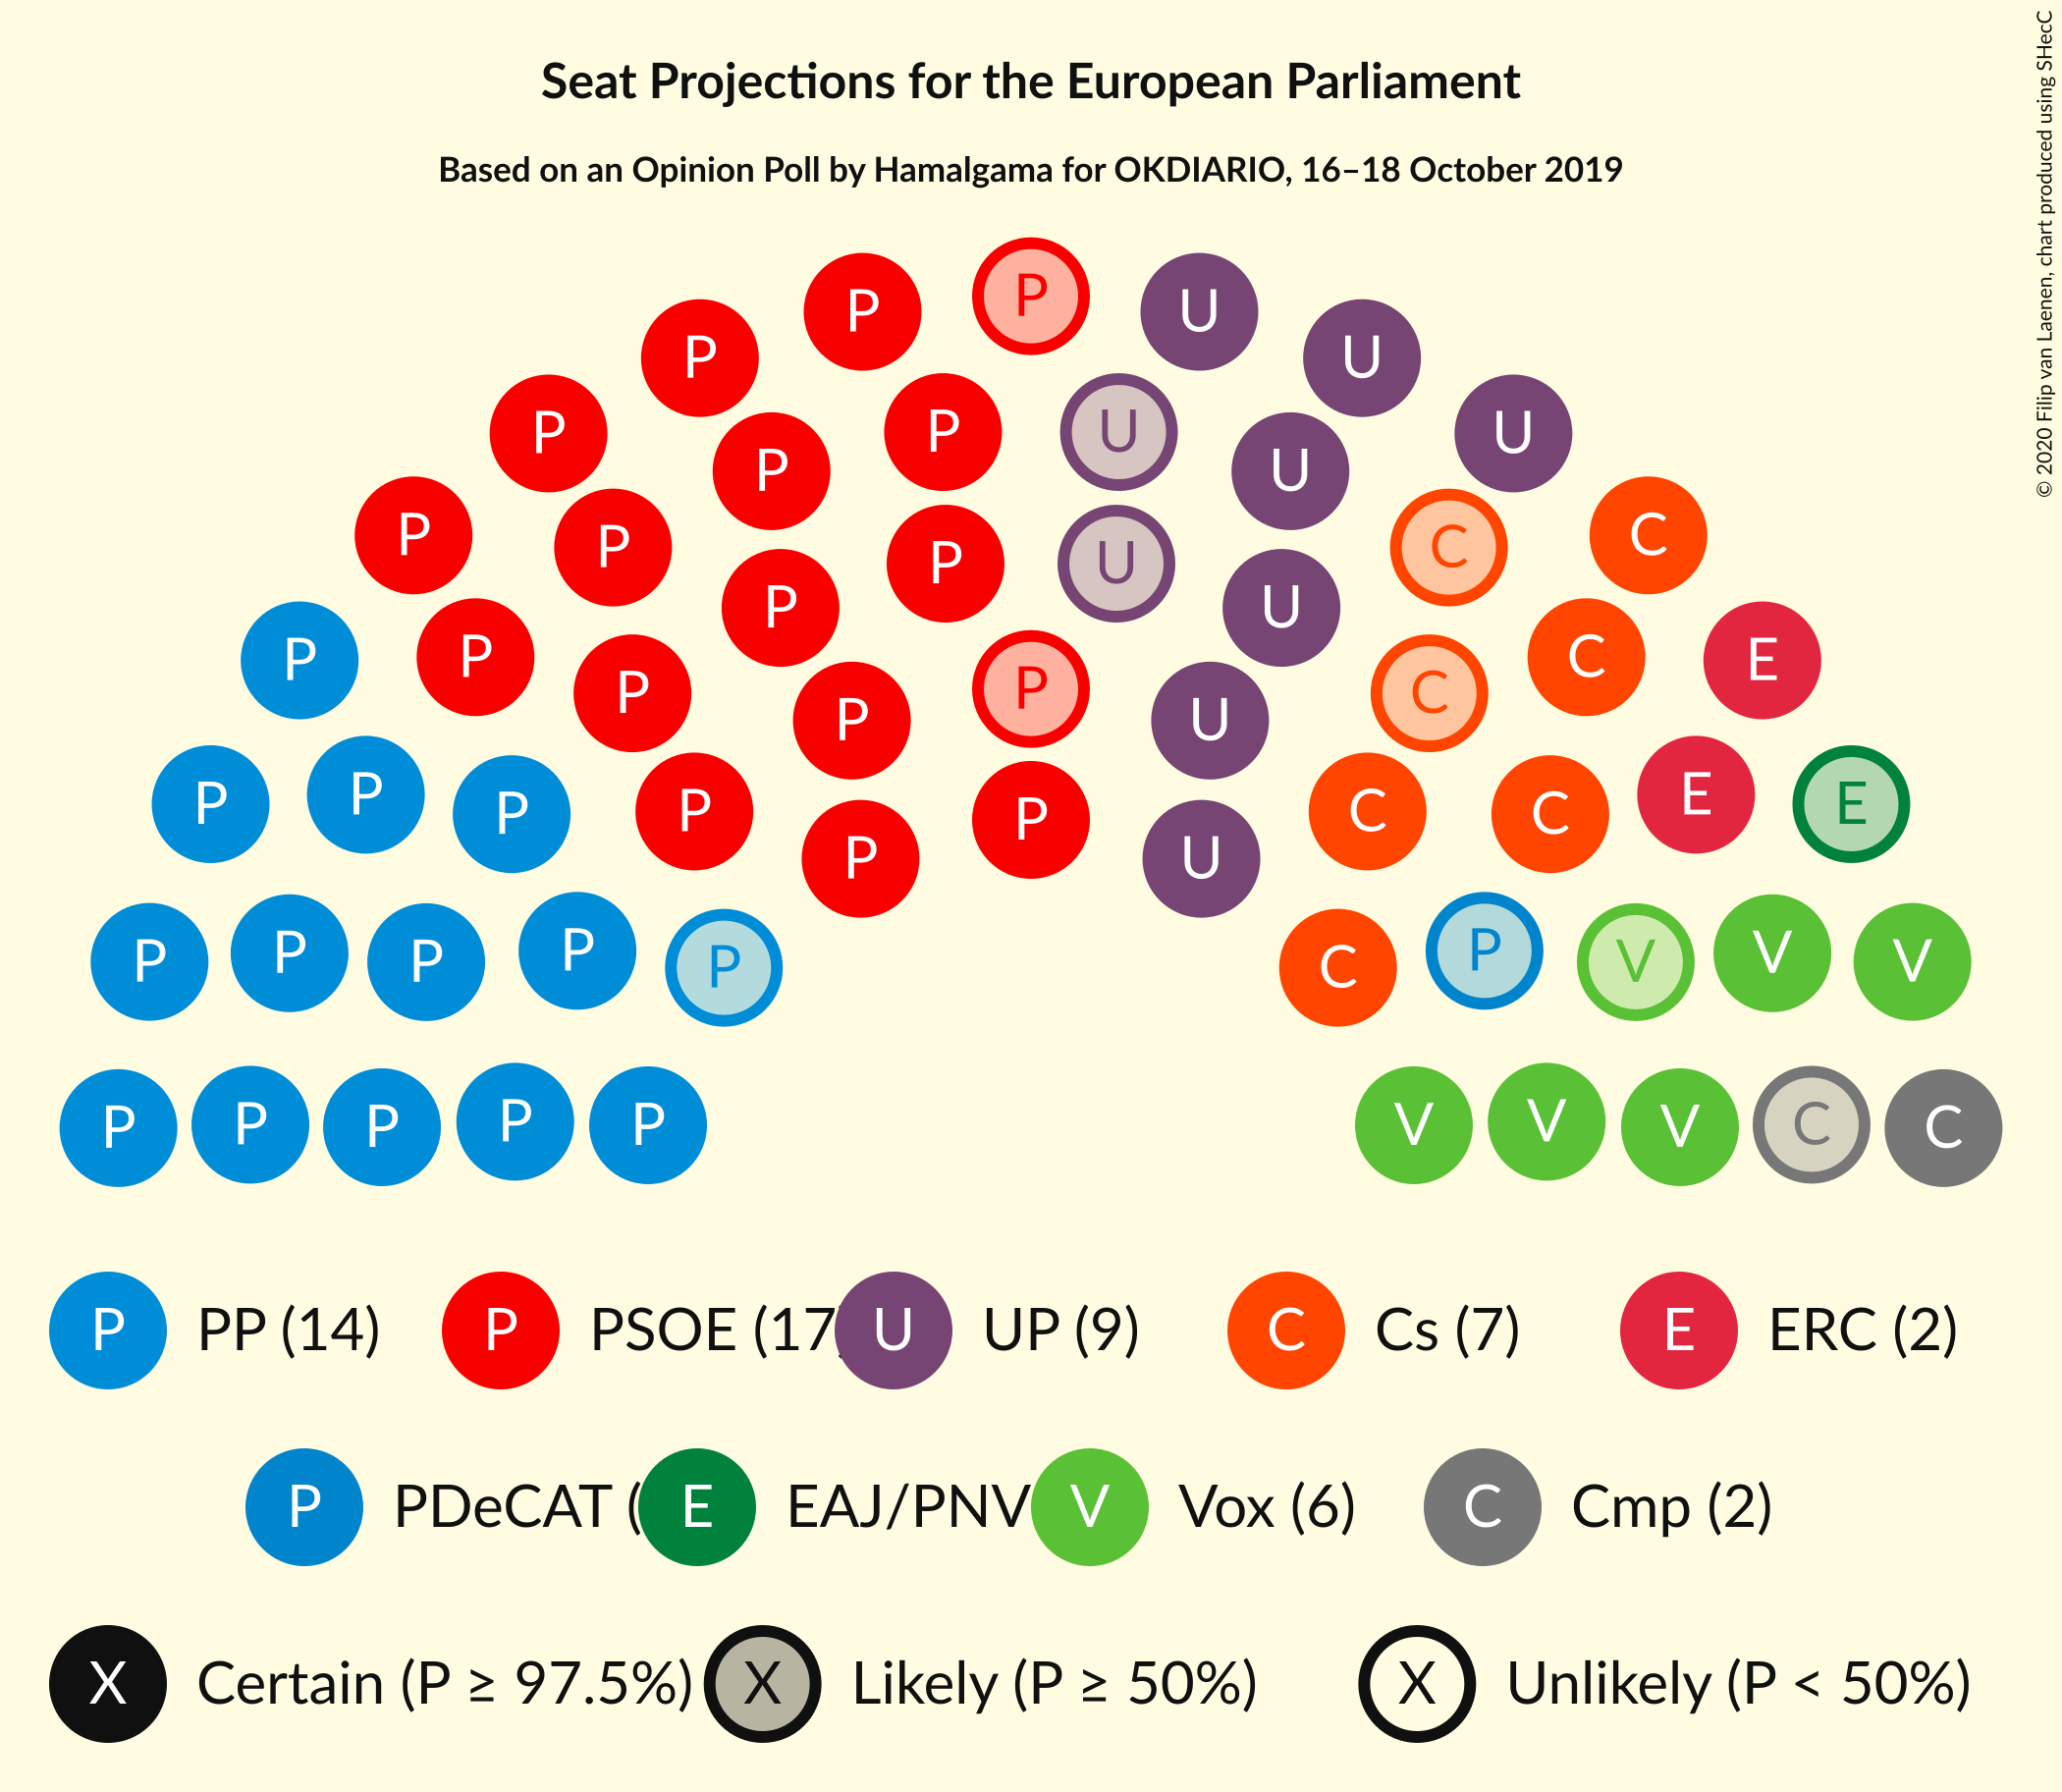 Seat Projections for the European Parliament
Based on an Opinion Poll by Hamalgama for OKDIARIO, 16–18 October 2019
© 2020 Filip van Laenen, chart produced using SHecC
P
P P
P U
P U
P P U U
P U
P P
P U
P C C
P P
P U
P P C E
P
P P C
P U
P P P C C E E
P P
P U
P P P P P C P V V V
P P P P P V V V C C
P PP (14) P PSOE (17 U UP (9) C Cs (7) E ERC (2)
P PDeCAT ( E EAJ/PNV V Vox (6) C Cmp (2)
X Certain (P ≥ 97.5%) X Likely (P ≥ 50%) X Unlikely (P < 50%)